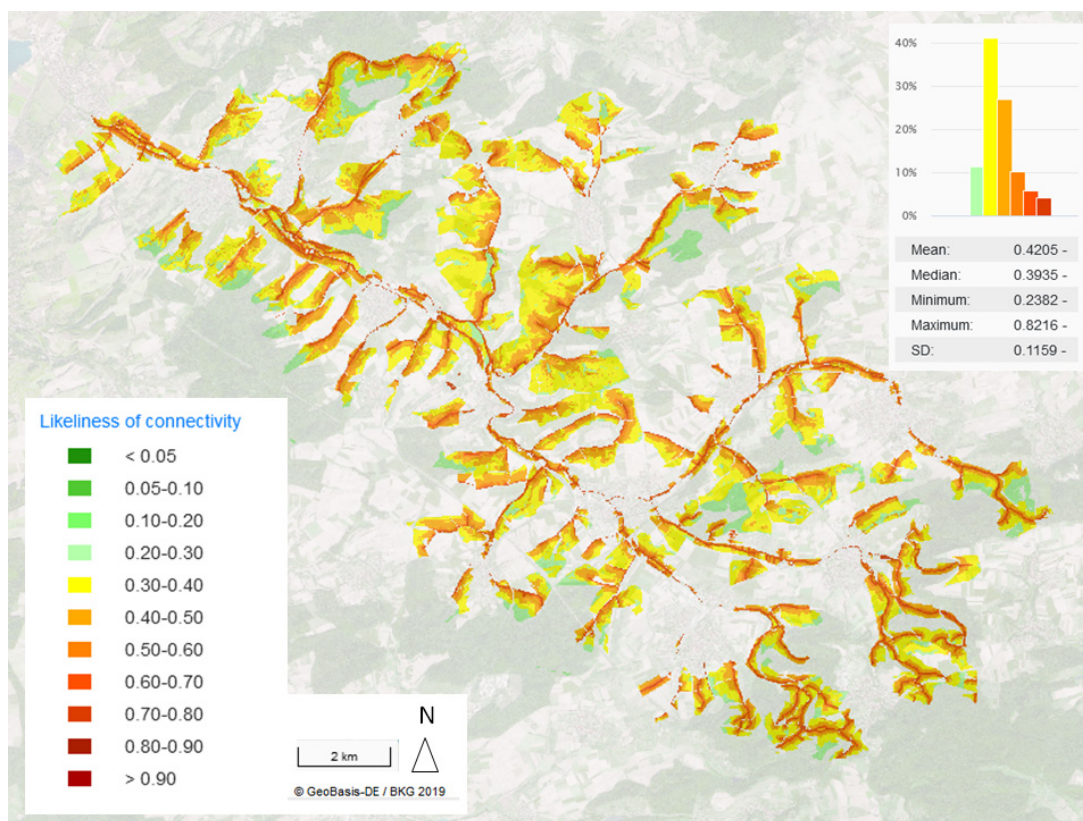 40%
30%
20%
10%
0%
Mean: 0.4205 -
Median: 0.3935 -
Minimum: 0.2382 -
Maximum: 0.8216 -
SD: 0.1159 -
Likeliness of connectivity
< 0.05
0.05-0.10
0.10-0.20
0.20-0.30
0.30-0.40
0.40-0.50
0.50-0.60
0.60-0.70
0.70-0.80
0.80-0.90
> 0.90
N
2 km
© GeoBasis-DE / BKG 2019